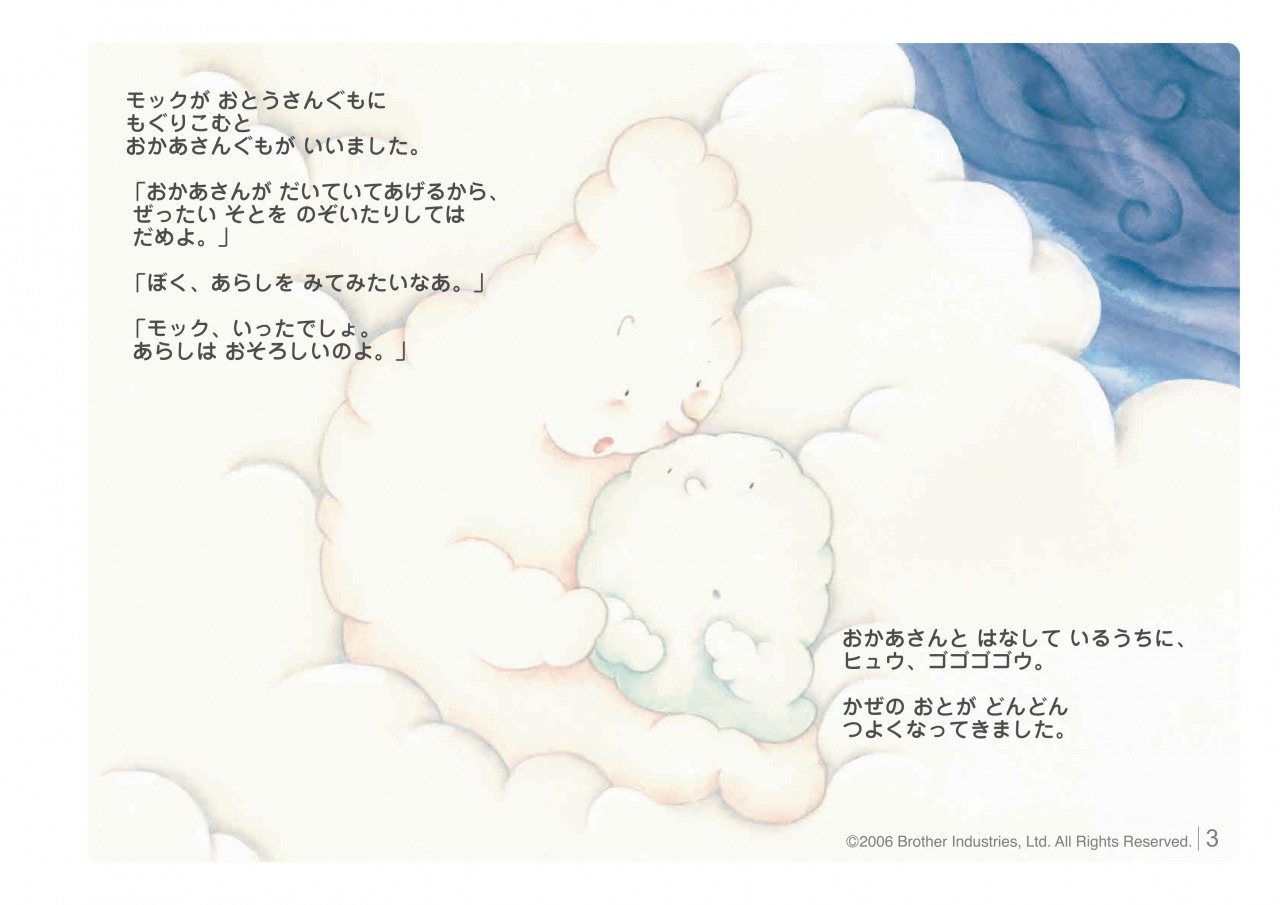 モックが おとうさんぐもに
もぐりこむと
おかあさんぐもが いいました。
「おかあさんが だいていてあげるから、
ぜったい そとを のぞいたりしては
だめよ。」
「ぼく、あらしを みてみたいなあ。」
「モック、いったでしょ。
あらしは おそろしいのよ。」
おかあさんと はなして いるうちに、
ヒュウ、ゴゴゴゴウ。
かぜの おとが どんどん
つよくなってきました。
©2006 Brother Industries, Ltd. All Rights Reserved. 3